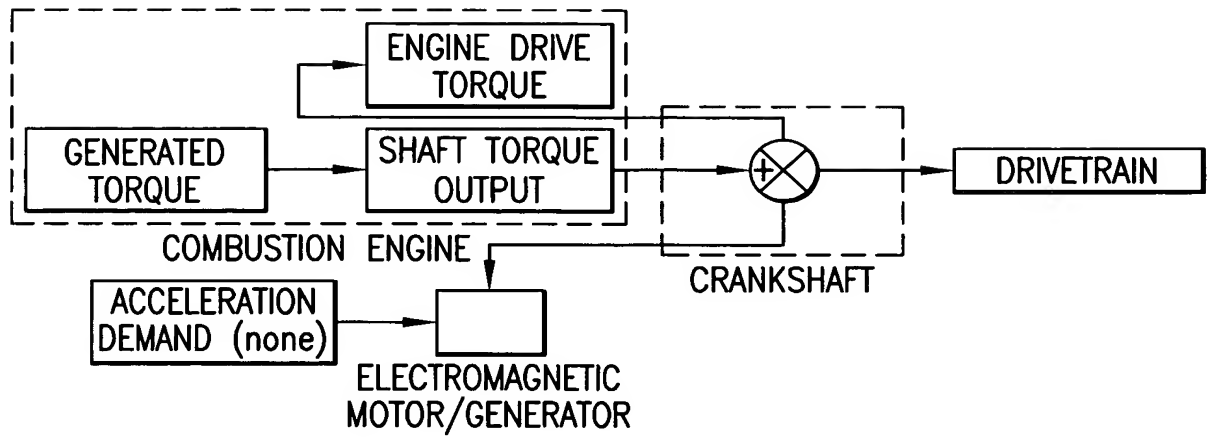 ENGINE DRIVE
TORQUE
GENERATED
TORQUE
SHAFT TORQUE
OUTPUT
+
DRIVETRAIN
COMBUSTION ENGINE
CRANKSHAFT
ACCELERATION
DEMAND (none)
ELECTROMAGNETIC
MOTOR/GENERATOR